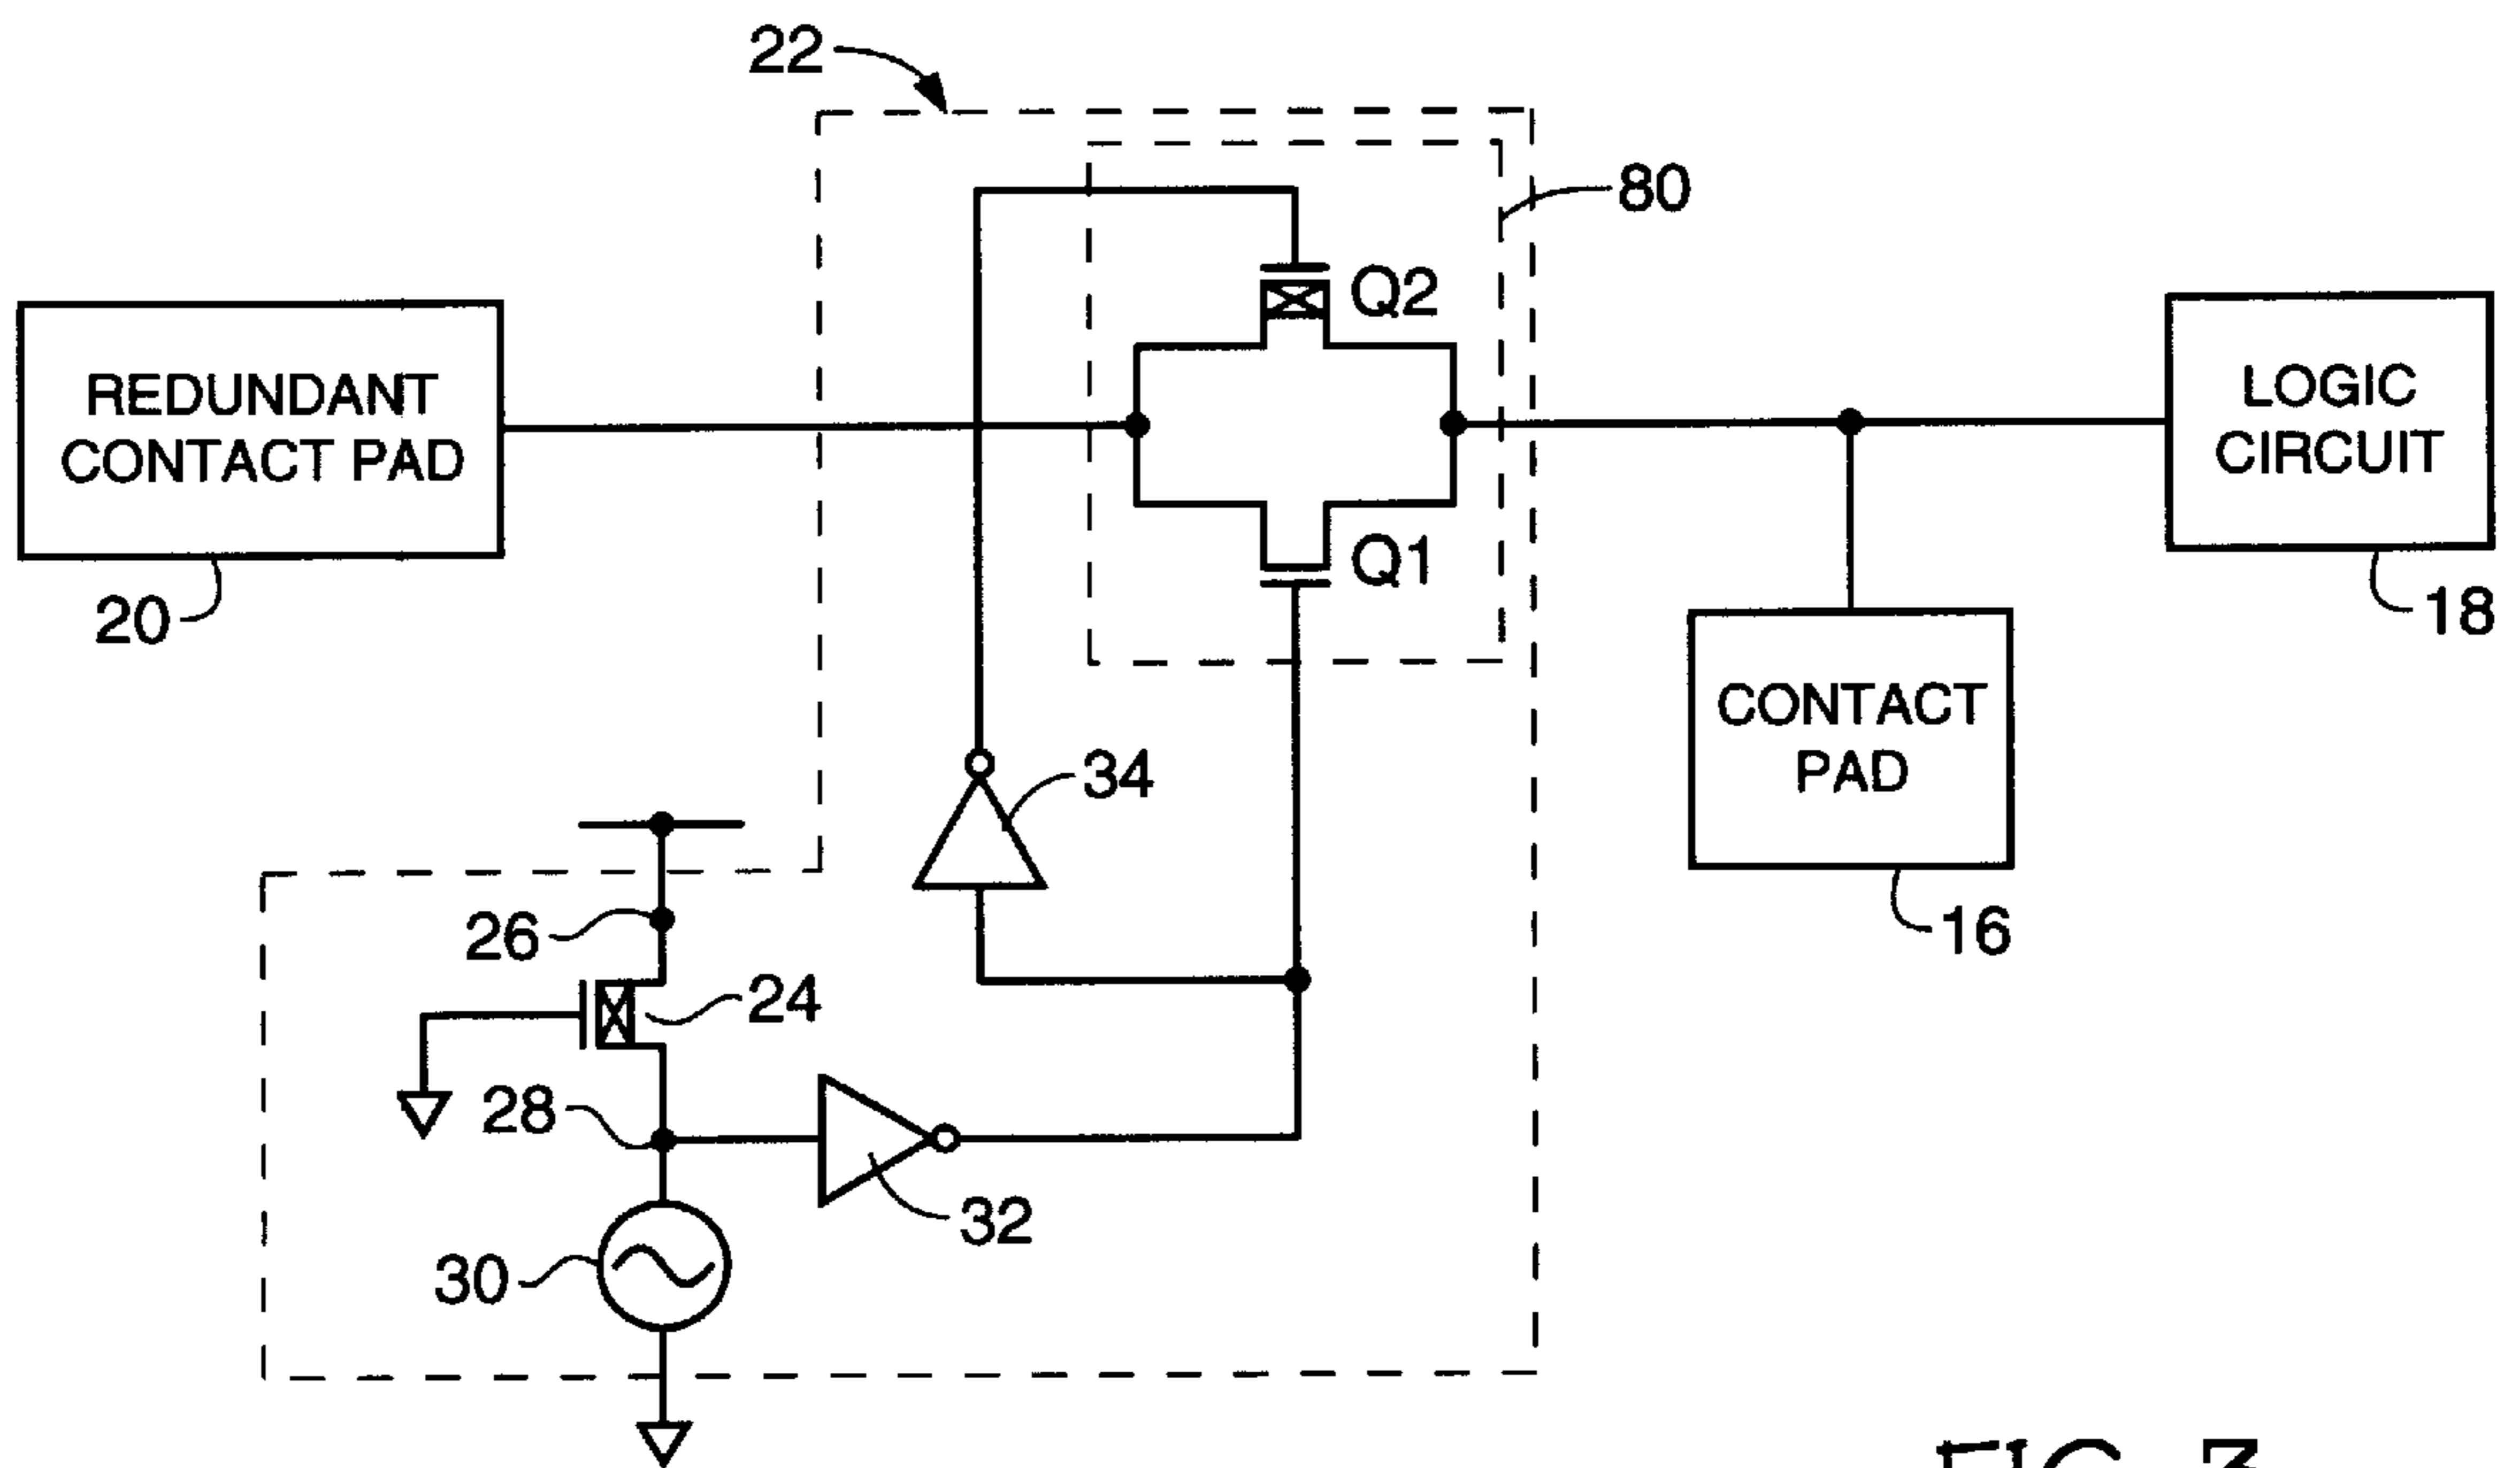 22
80
Q2
REDUNDANT
CONTACT PAD
LOGIC
CIRCUIT
Q1
20
18
CONTACT
PAD
34
26
16
24
28
32
30